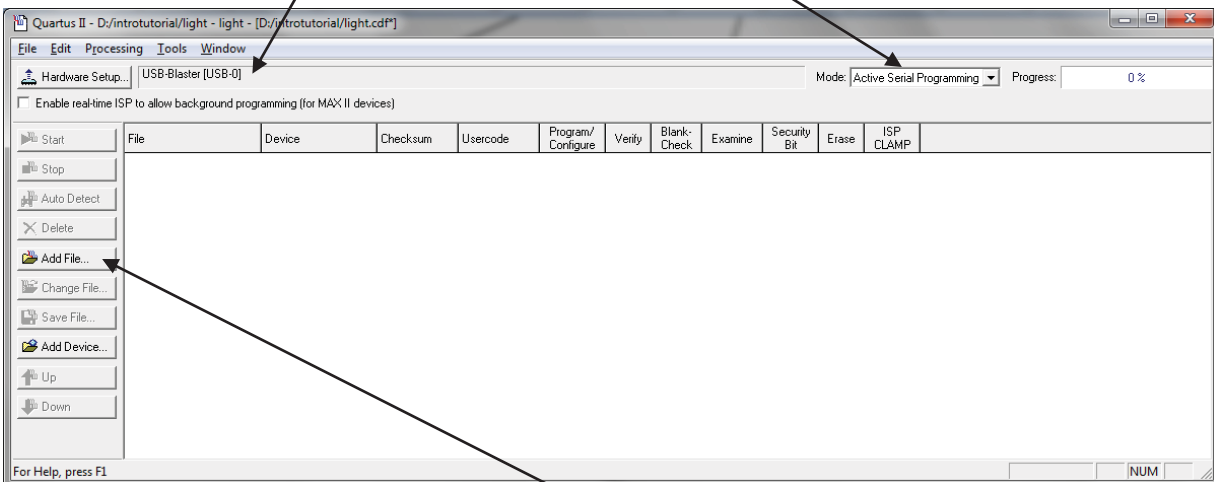 Quartus II - D:/introtutorial/light - light - [D:/introtutorial/light.cdf*]
File Edit Processing Tools Window
Hardware Setup... USB-Blaster [USB-0] Mode: Active Serial Programming Progress: 0 %
Enable real-time ISP to allow background programming (for MAX II devices)
File Device Checksum Usercode Program/Configure Verify Blank-Check Examine Security Bit Erase ISP CLAMP
Start
Stop
Auto Detect
Delete
Add File...
Change File...
Save File...
Add Device...
Up
Down
For Help, press F1 NUM